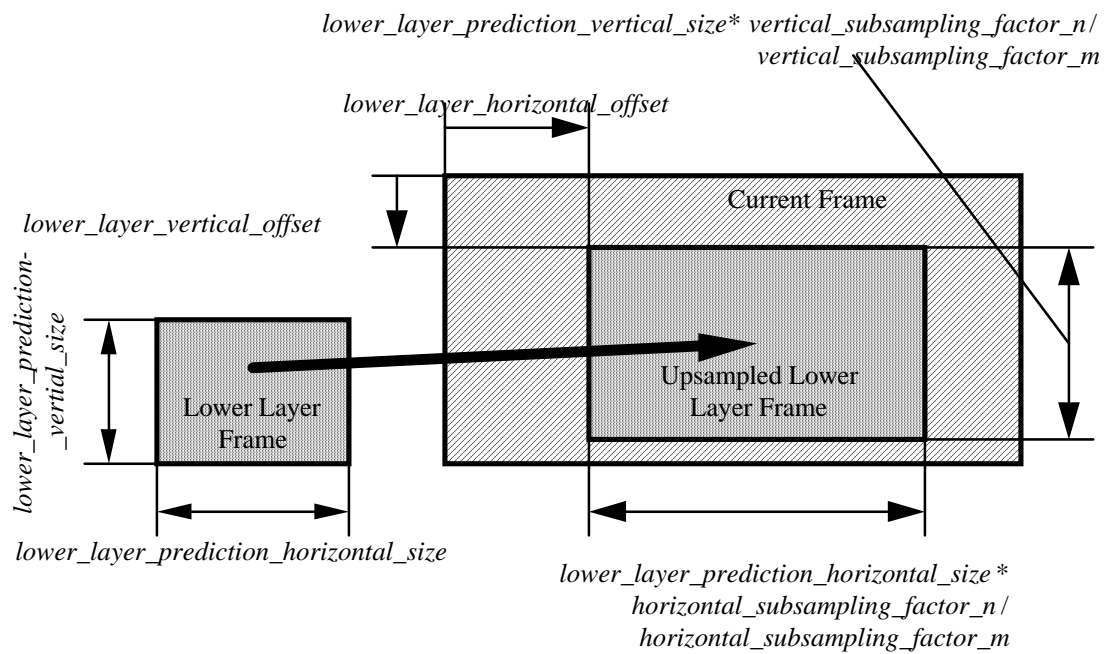 lower_layer_prediction_vertical_size* vertical_subsampling_factor_n/
vertical_subsampling_factor_m
lower_layer_horizontal_offset
Current Frame
lower_layer_vertical_offset
lower_layer_prediction-
_vertial_size
Upsampled Lower
Layer Frame
Lower Layer
Frame
lower_layer_prediction_horizontal_size
lower_layer_prediction_horizontal_size*
horizontal_subsampling_factor_n/
horizontal_subsampling_factor_m